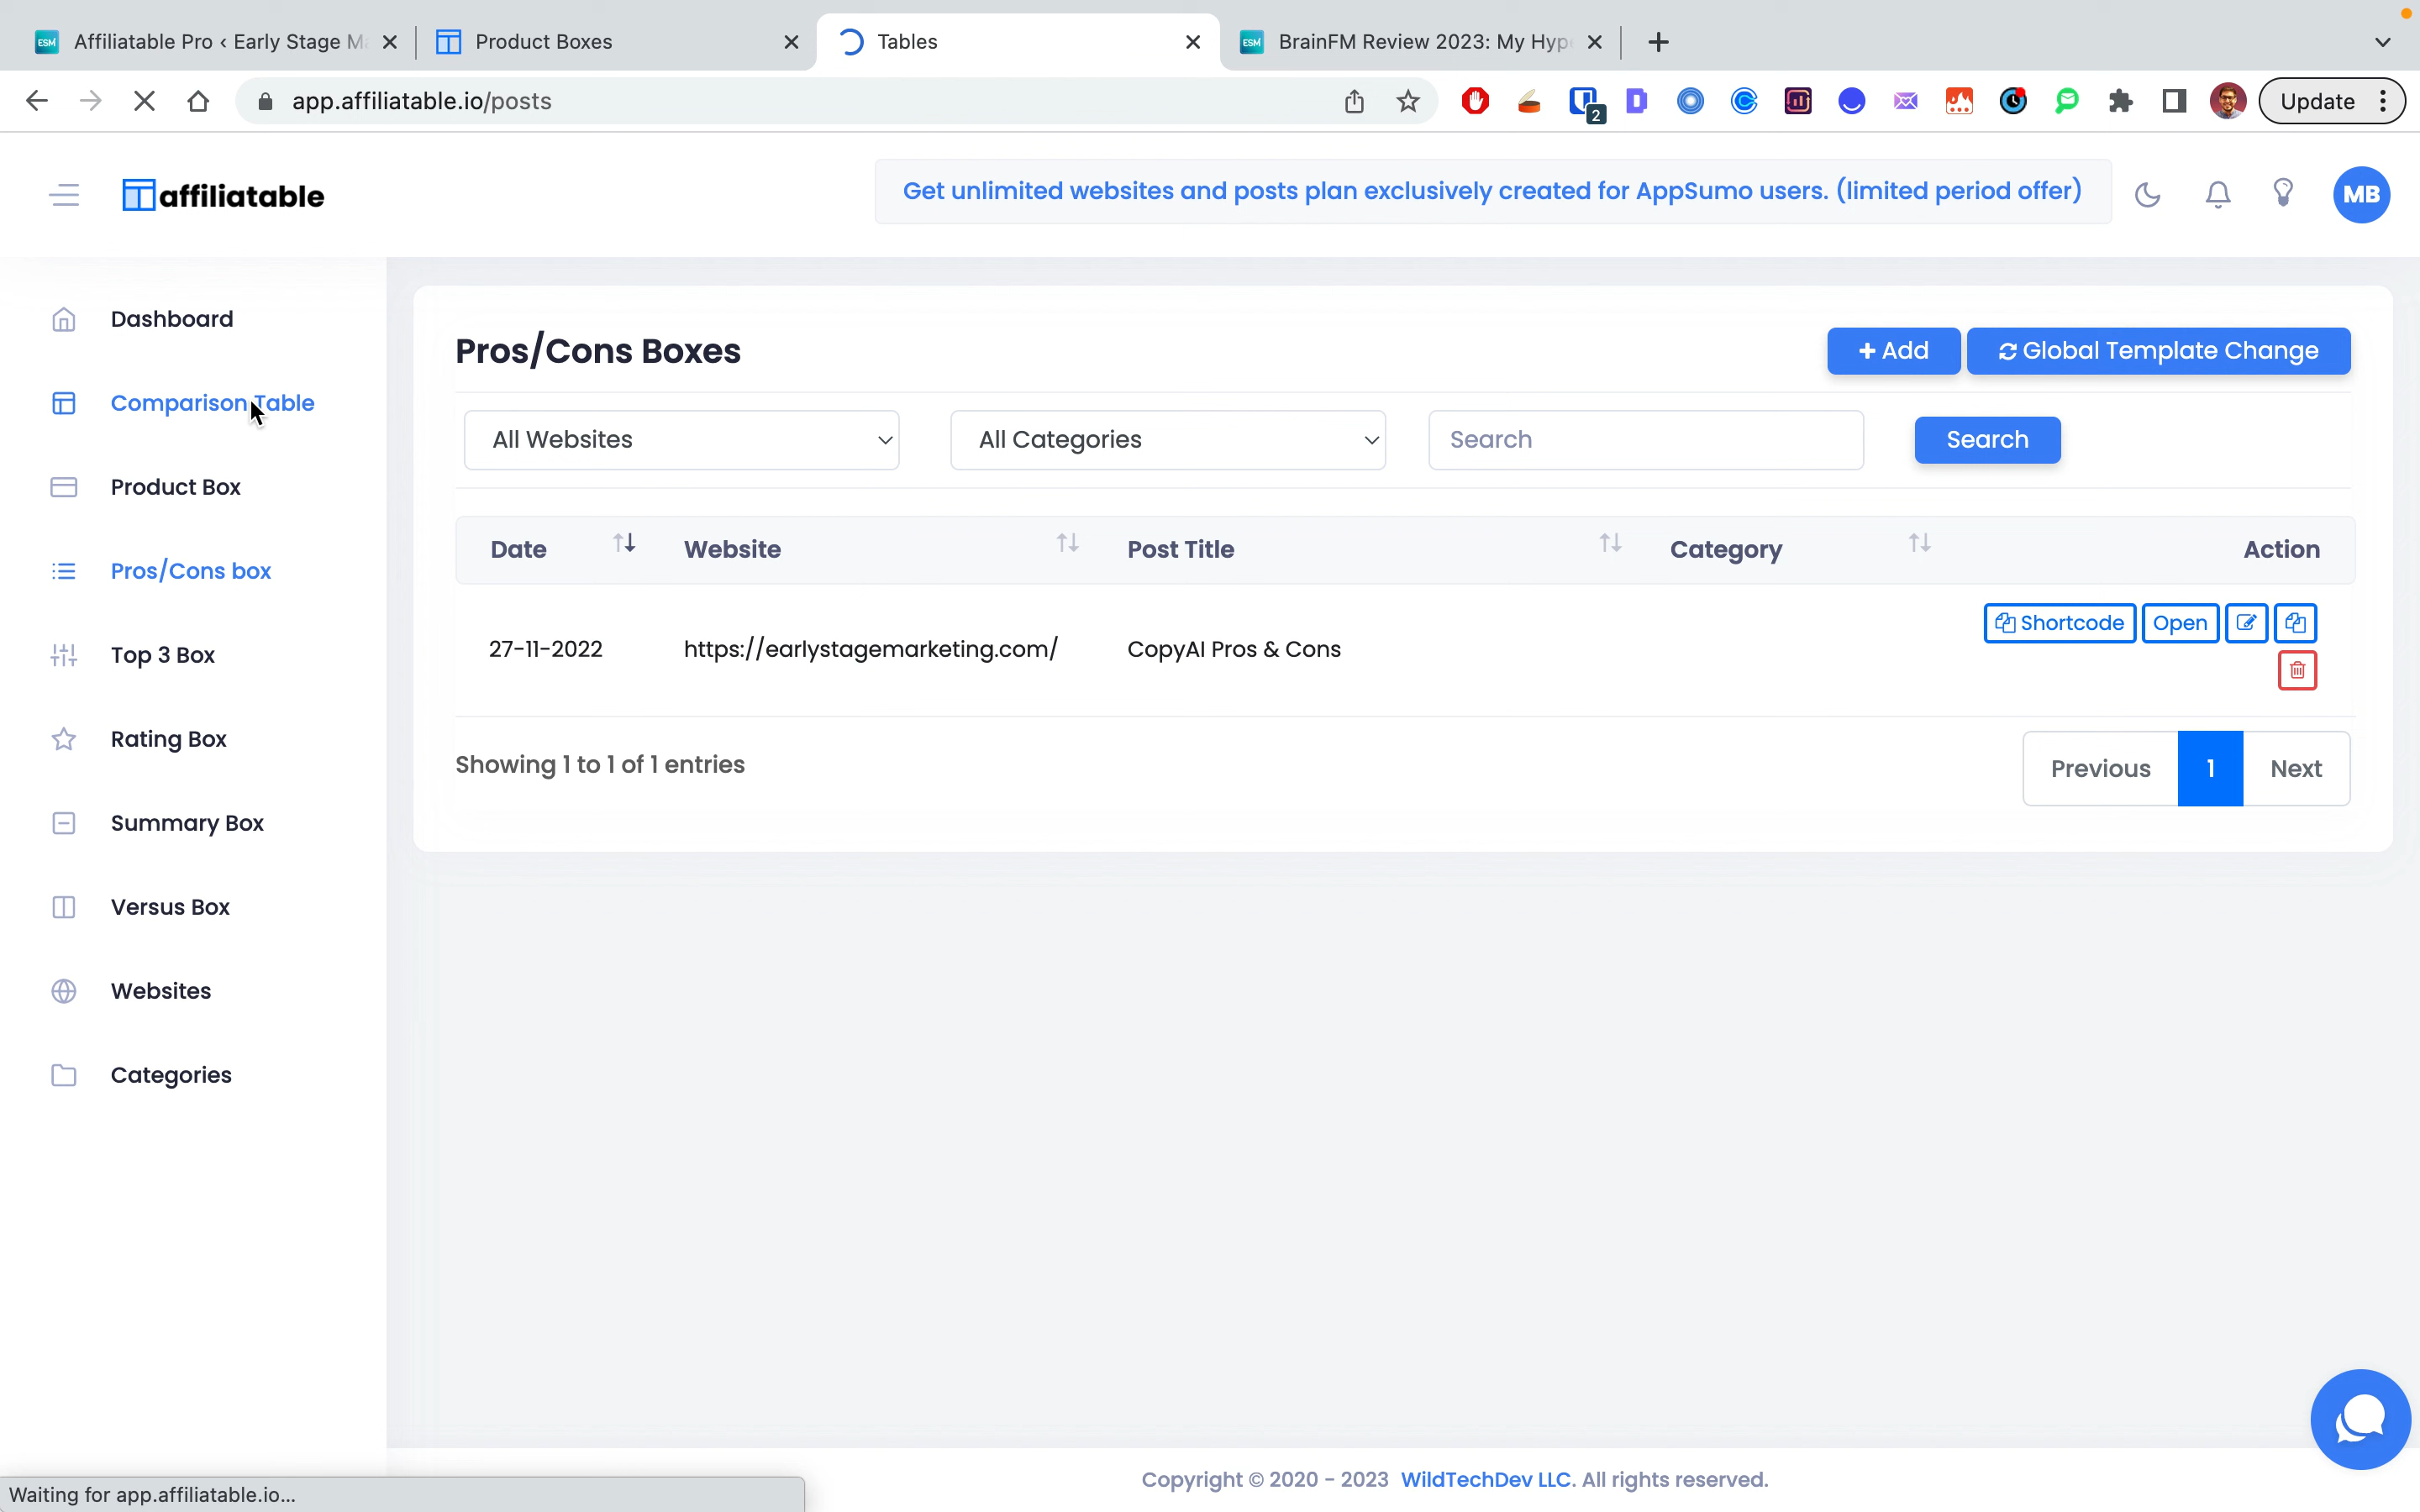 ESM Affiliatable Pro ‹ Early Stage Ma
Product Boxes
Tables
ESM BrainFM Review 2023: My Hype
app.affiliatable.io/posts
2
Update
affiliatable
Get unlimited websites and posts plan exclusively created for AppSumo users. (limited period offer)
MB
Dashboard
Comparison Table
Product Box
Pros/Cons box
Top 3 Box
Rating Box
Summary Box
Versus Box
Websites
Categories
Pros/Cons Boxes
+ Add
Global Template Change
All Websites
All Categories
Search
Search
Date Website Post Title Category Action
27-11-2022 https://earlystagemarketing.com/ CopyAI Pros & Cons
Shortcode Open
Showing 1 to 1 of 1 entries
Previous 1 Next
Copyright © 2020 - 2023 WildTechDev LLC. All rights reserved.
Waiting for app.affiliatable.io...